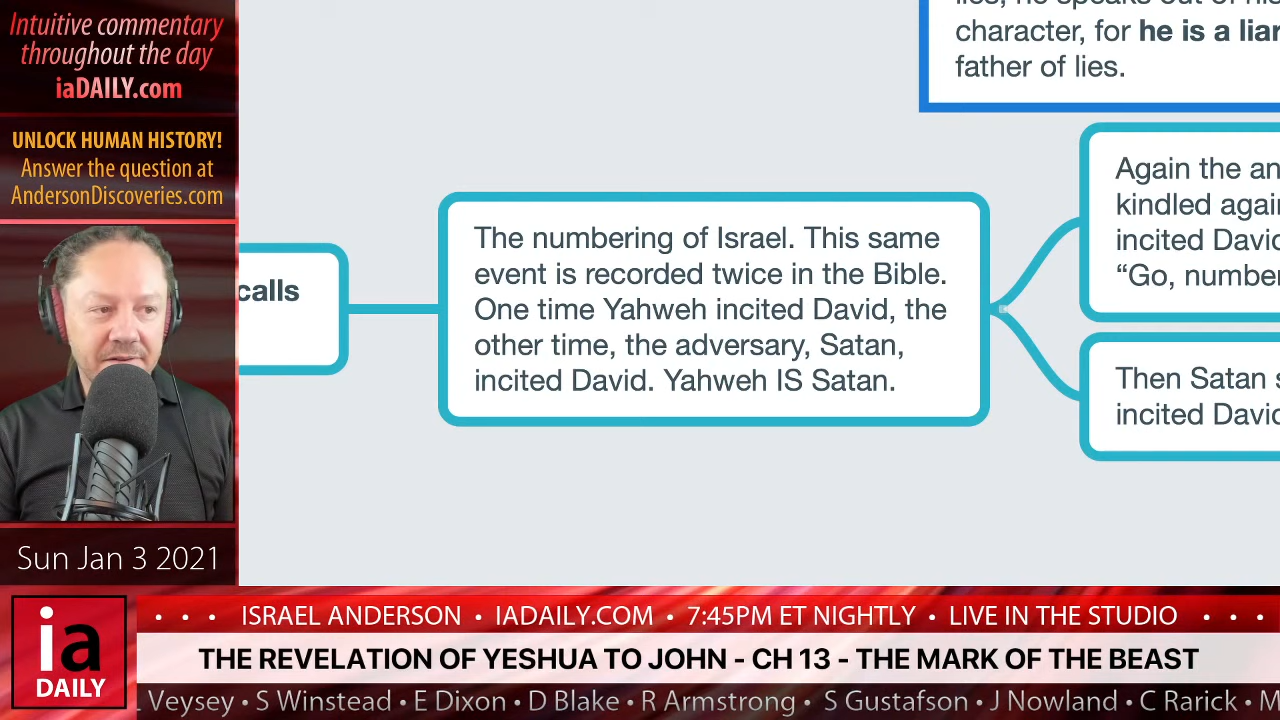 Intuitive commentary
throughout the day
iaDAILY.com
UNLOCK HUMAN HISTORY!
Answer the question at
AndersonDiscoveries.com
Sun Jan 3 2021
calls
The numbering of Israel. This same
event is recorded twice in the Bible.
One time Yahweh incited David, the
other time, the adversary, Satan,
incited David. Yahweh IS Satan.
character, for he is a liar
father of lies.
Again the an
kindled agai
incited David
“Go, number
Then Satan s
incited David
ia
DAILY
• • • ISRAEL ANDERSON • IADAILY.COM • 7:45PM ET NIGHTLY • LIVE IN THE STUDIO • • •
THE REVELATION OF YESHUA TO JOHN - CH 13 - THE MARK OF THE BEAST
Veysey • S Winstead • E Dixon • D Blake • R Armstrong • S Gustafson • J Nowland • C Rarick • M